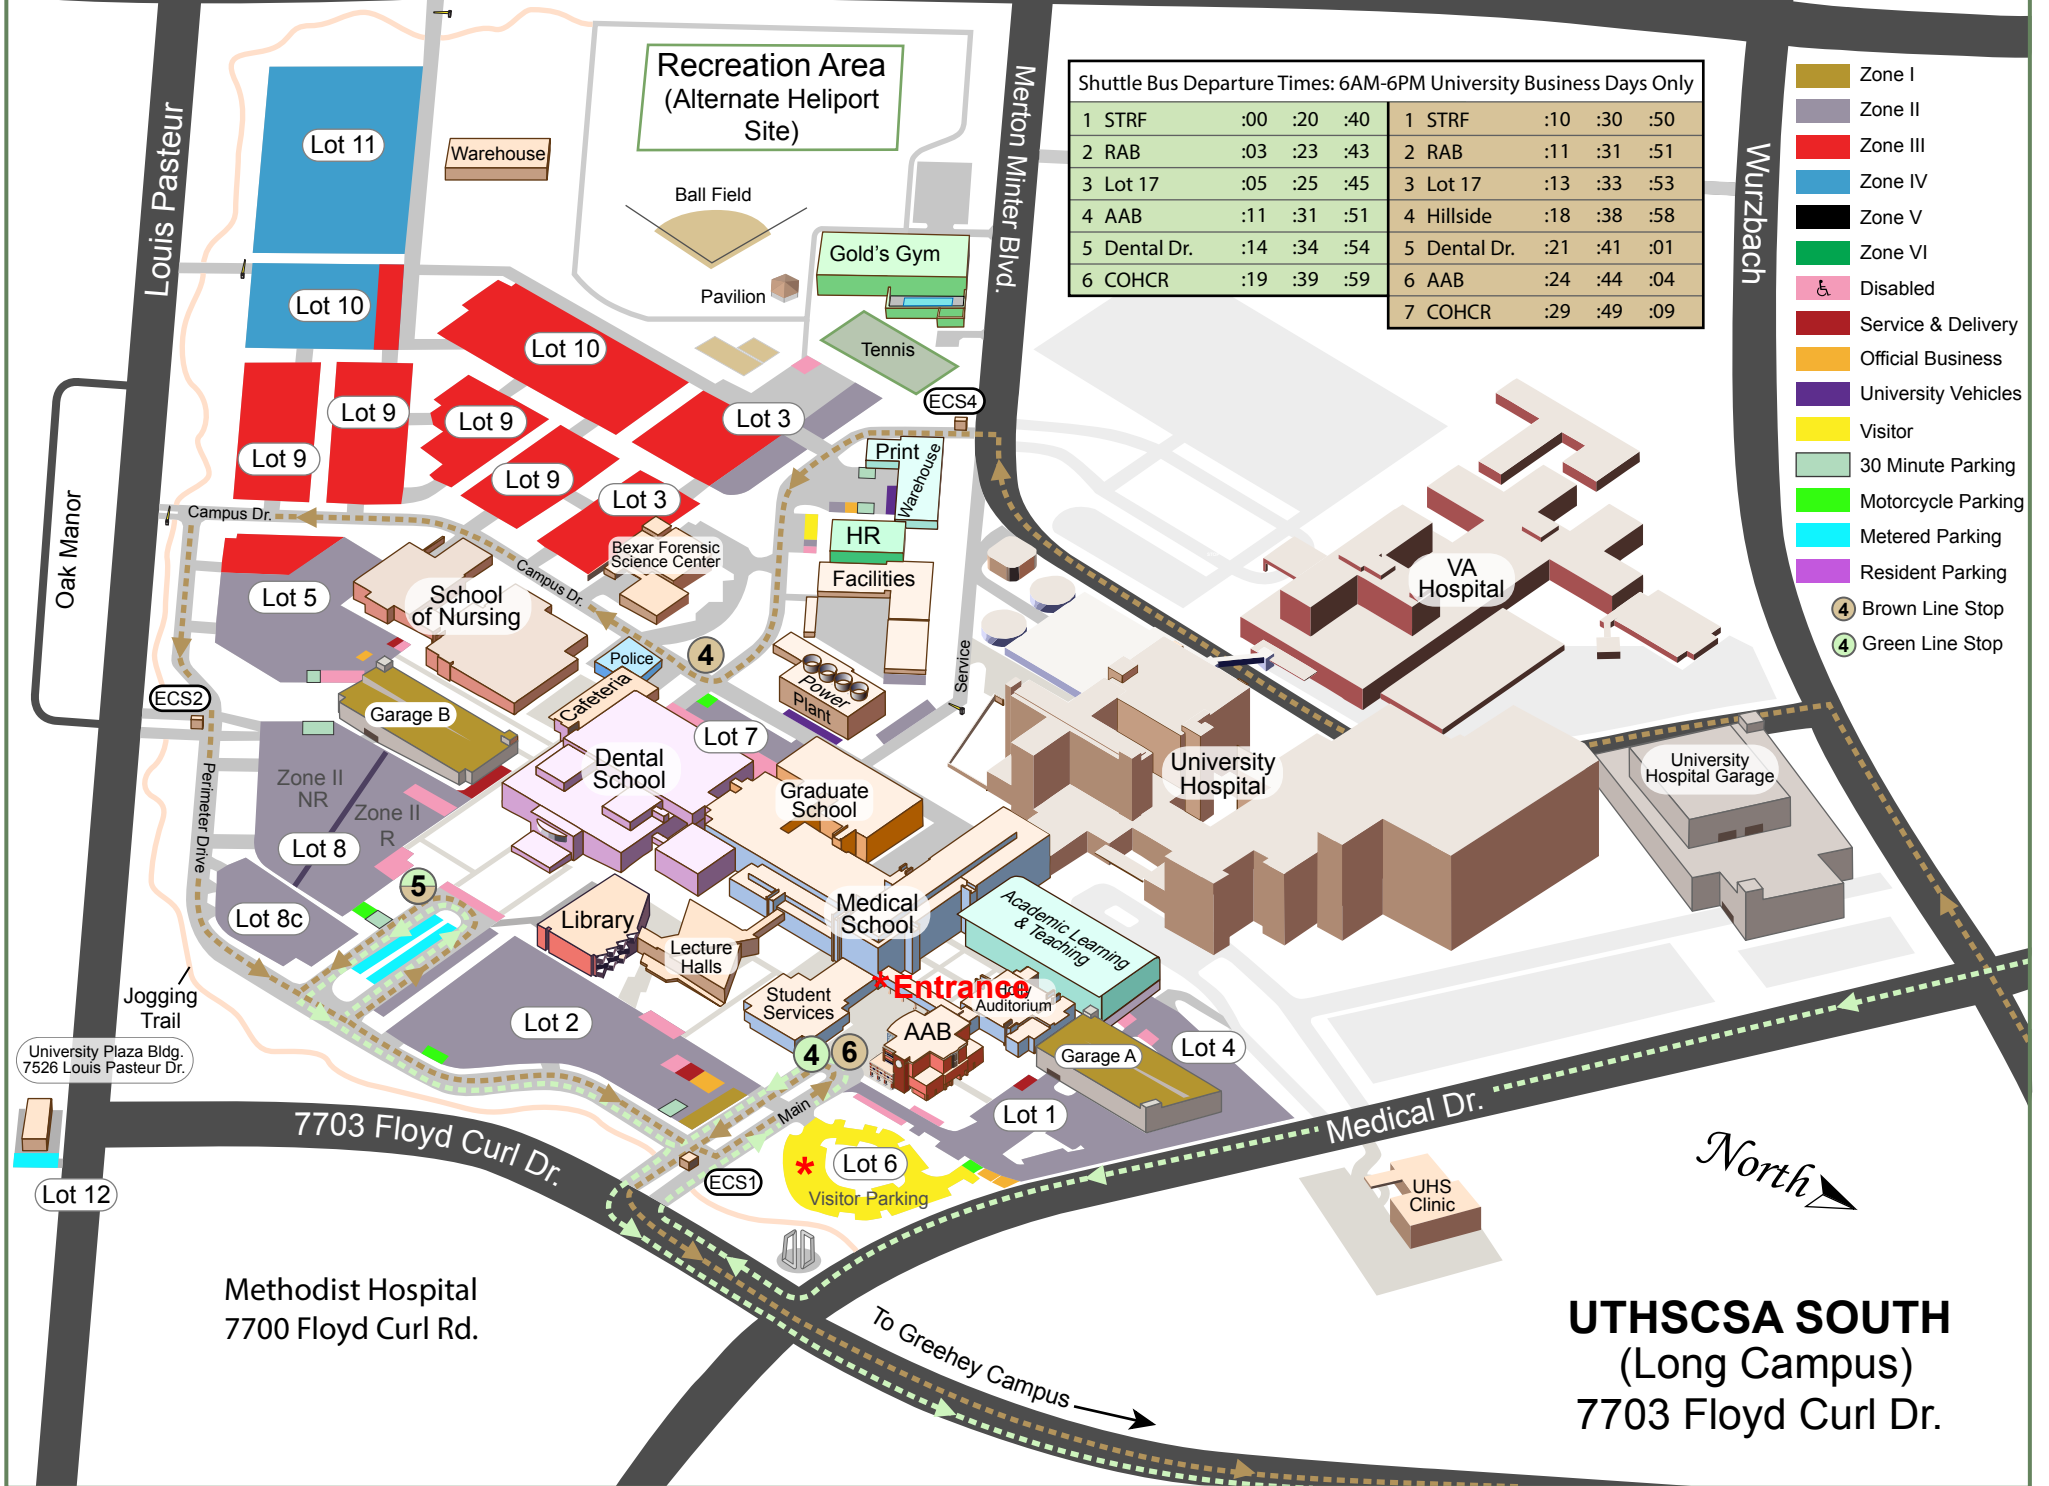 Recreation Area
(Alternate Heliport
Site)
Lot 11
Warehouse
Ball Field
Pavilion
Gold's Gym
Tennis
Merton Minter Blvd.
Louis Pasteur
Wurzbach
Shuttle Bus Departure Times: 6AM-6PM University Business Days Only
1 STRF :00 :20 :40 1 STRF :10 :30 :50
2 RAB :03 :23 :43 2 RAB :11 :31 :51
3 Lot 17 :05 :25 :45 3 Lot 17 :13 :33 :53
4 AAB :11 :31 :51 4 Hillside :18 :38 :58
5 Dental Dr. :14 :34 :54 5 Dental Dr. :21 :41 :01
6 COHCR :19 :39 :59 6 AAB :24 :44 :04
7 COHCR :29 :49 :09
Zone I
Zone II
Zone III
Zone IV
Zone V
Zone VI
Disabled
Service & Delivery
Official Business
University Vehicles
Visitor
30 Minute Parking
Motorcycle Parking
Metered Parking
Resident Parking
4 Brown Line Stop
4 Green Line Stop
Lot 10
Lot 10
Lot 9
Lot 9
Lot 9
Lot 9
Lot 3
Lot 3
ECS4
Print
Warehouse
HR
Facilities
Bexar Forensic
Science Center
Campus Dr.
Campus Dr.
Oak Manor
Lot 5
School
of Nursing
Police
4
Cafeteria
Power
Plant
Service
VA
Hospital
ECS2
Garage B
Lot 7
Dental
School
Graduate
School
University
Hospital
University
Hospital Garage
Zone II
NR
Zone II
R
Perimeter Drive
Lot 8
5
Lot 8c
Library
Lecture
Halls
Medical
School
Academic Learning
& Teaching
*Entrance
Holly
Auditorium
Student
Services
AAB
Garage A
Lot 4
Jogging
Trail
Lot 2
4
6
Main
Lot 1
University Plaza Bldg.
7526 Louis Pasteur Dr.
Lot 12
7703 Floyd Curl Dr.
ECS1
*
Lot 6
Visitor Parking
Medical Dr.
UHS
Clinic
North
Methodist Hospital
7700 Floyd Curl Rd.
To Greehey Campus
UTHSCSA SOUTH
(Long Campus)
7703 Floyd Curl Dr.